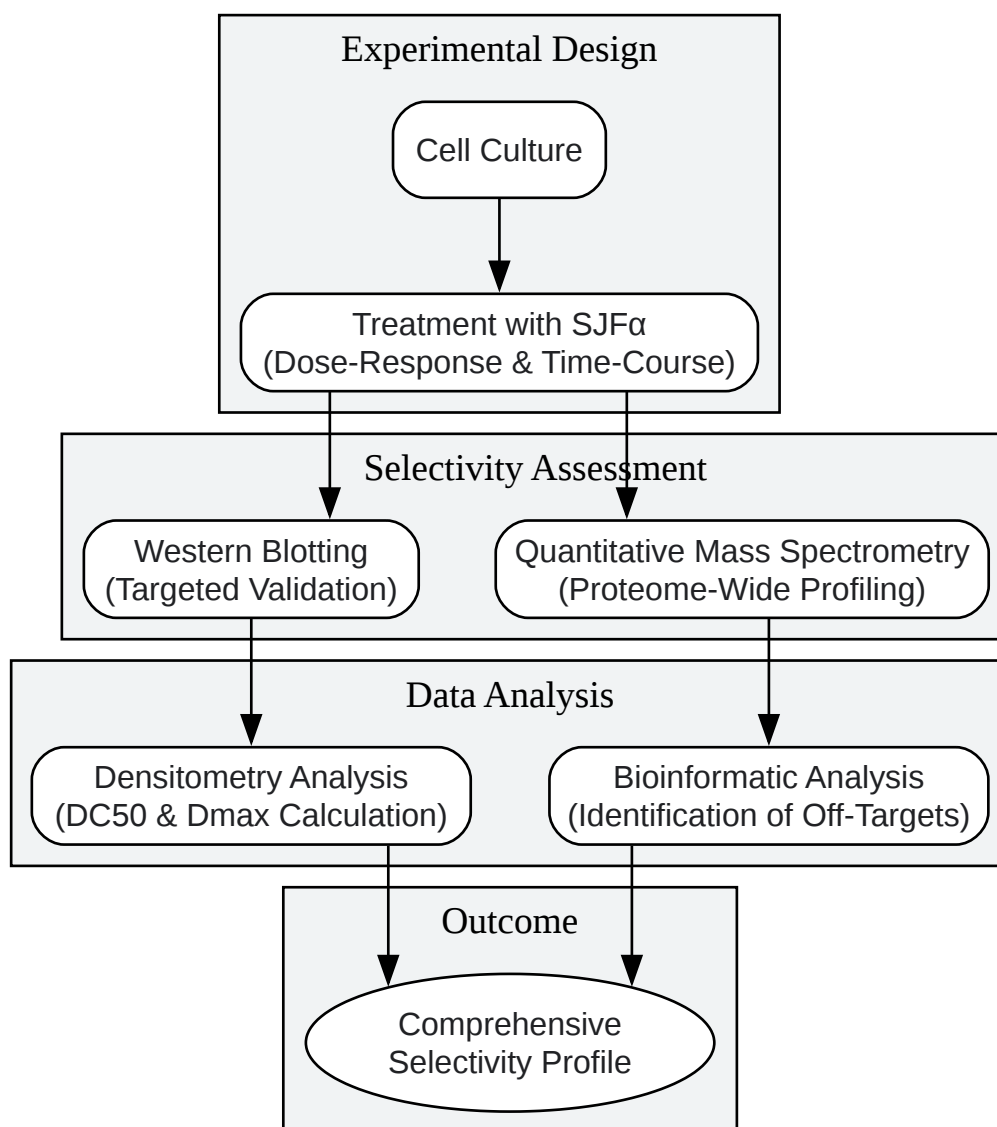 Experimental Design
Cell Culture
Treatment with SJFα
(Dose-Response & Time-Course)
Selectivity Assessment
Western Blotting
(Targeted Validation)
Quantitative Mass Spectrometry
(Proteome-Wide Profiling)
Data Analysis
Densitometry Analysis
(DC50 & Dmax Calculation)
Bioinformatic Analysis
(Identification of Off-Targets)
Outcome
Comprehensive
Selectivity Profile